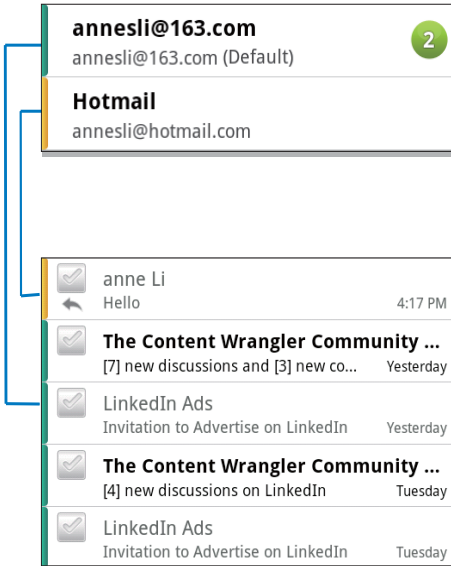 annesli@163.com
annesli@163.com (Default)
2
Hotmail
annesli@hotmail.com
anne Li
Hello 4:17 PM
The Content Wrangler Community ...
[7] new discussions and [3] new co... Yesterday
LinkedIn Ads
Invitation to Advertise on LinkedIn Yesterday
The Content Wrangler Community ...
[4] new discussions on LinkedIn Tuesday
LinkedIn Ads
Invitation to Advertise on LinkedIn Tuesday